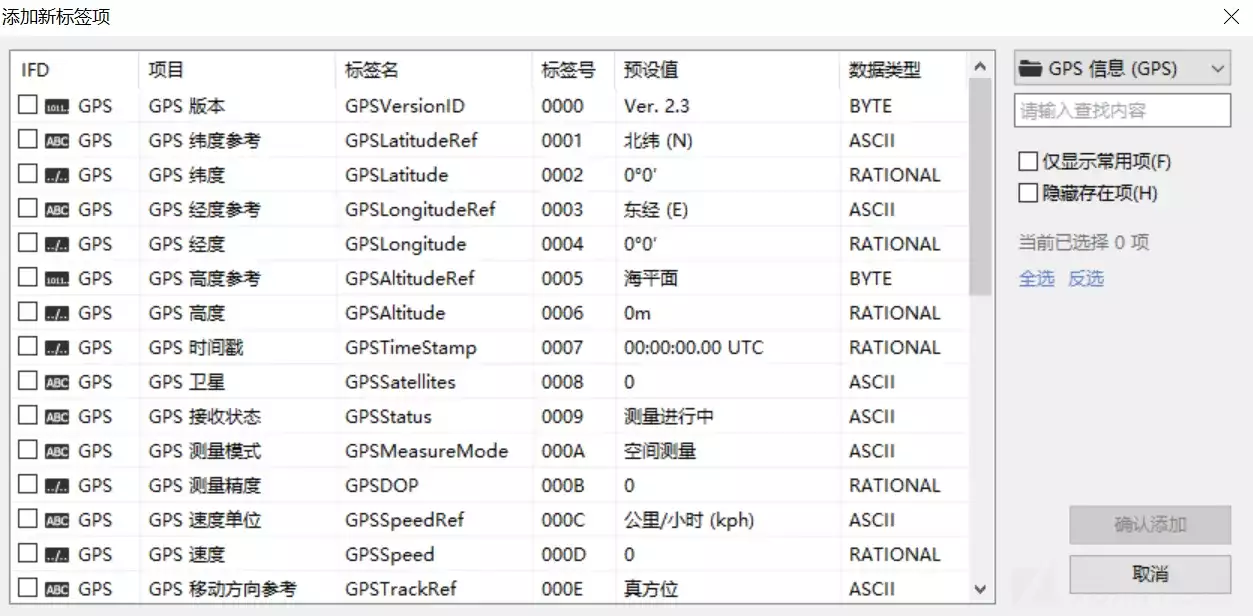 添加新标签项
IFD 项目 标签名 标签号 预设值 数据类型
GPS GPS 版本 GPSVersionID 0000 Ver. 2.3 BYTE
GPS GPS 纬度参考 GPSLatitudeRef 0001 北纬 (N) ASCII
GPS GPS 纬度 GPSLatitude 0002 0°0' RATIONAL
GPS GPS 经度参考 GPSLongitudeRef 0003 东经 (E) ASCII
GPS GPS 经度 GPSLongitude 0004 0°0' RATIONAL
GPS GPS 高度参考 GPSAltitudeRef 0005 海平面 BYTE
GPS GPS 高度 GPSAltitude 0006 0m RATIONAL
GPS GPS 时间戳 GPSTimeStamp 0007 00:00:00.00 UTC RATIONAL
GPS GPS 卫星 GPSSatellites 0008 0 ASCII
GPS GPS 接收状态 GPSStatus 0009 测量进行中 ASCII
GPS GPS 测量模式 GPSMeasureMode 000A 空间测量 ASCII
GPS GPS 测量精度 GPSDOP 000B 0 RATIONAL
GPS GPS 速度单位 GPSSpeedRef 000C 公里/小时 (kph) ASCII
GPS GPS 速度 GPSSpeed 000D 0 RATIONAL
GPS GPS 移动方向参考 GPSTrackRef 000E 真方位 ASCII
GPS 信息 (GPS)
请输入查找内容
仅显示常用项(F)
隐藏存在项(H)
当前已选择 0 项
全选 反选
确认添加
取消